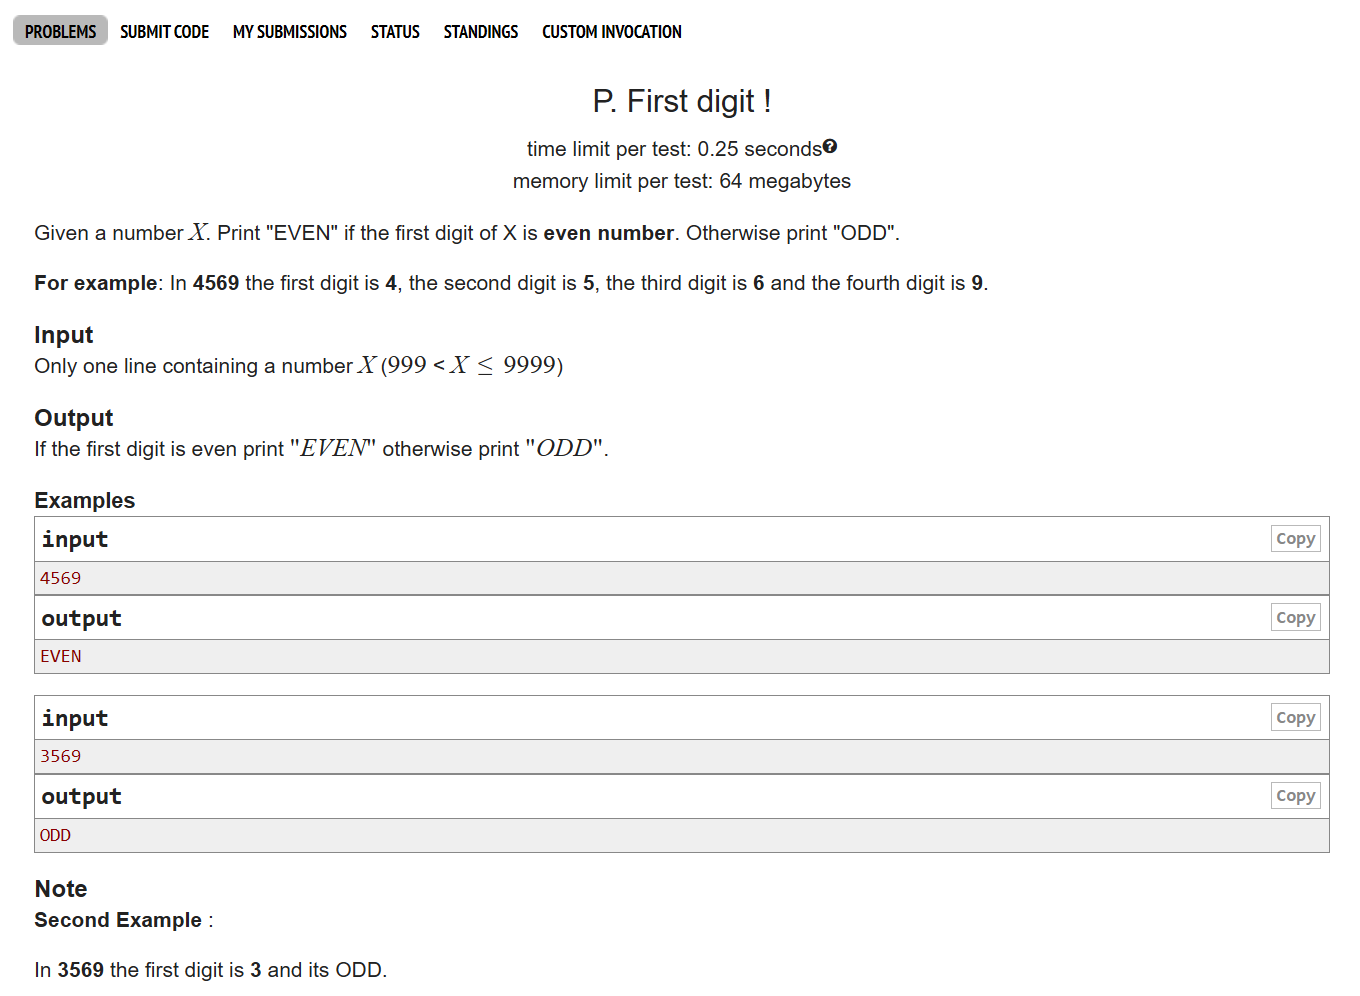 PROBLEMS SUBMIT CODE MY SUBMISSIONS STATUS STANDINGS CUSTOM INVOCATION
P. First digit !
time limit per test: 0.25 seconds?
memory limit per test: 64 megabytes
Given a number X. Print "EVEN" if the first digit of X is even number. Otherwise print "ODD".
For example: In 4569 the first digit is 4, the second digit is 5, the third digit is 6 and the fourth digit is 9.
Input
Only one line containing a number X (999 < X ≤ 9999)
Output
If the first digit is even print "EVEN" otherwise print "ODD".
Examples
input Copy
4569
output Copy
EVEN
input Copy
3569
output Copy
ODD
Note
Second Example :
In 3569 the first digit is 3 and its ODD.